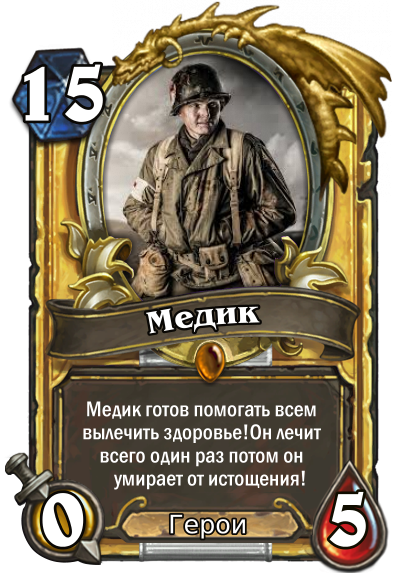 15
Медик
Медик готов помогать всем
вылечить здоровье!Он лечит
всего один раз потом он
умирает от истощения!
0
Герои
5